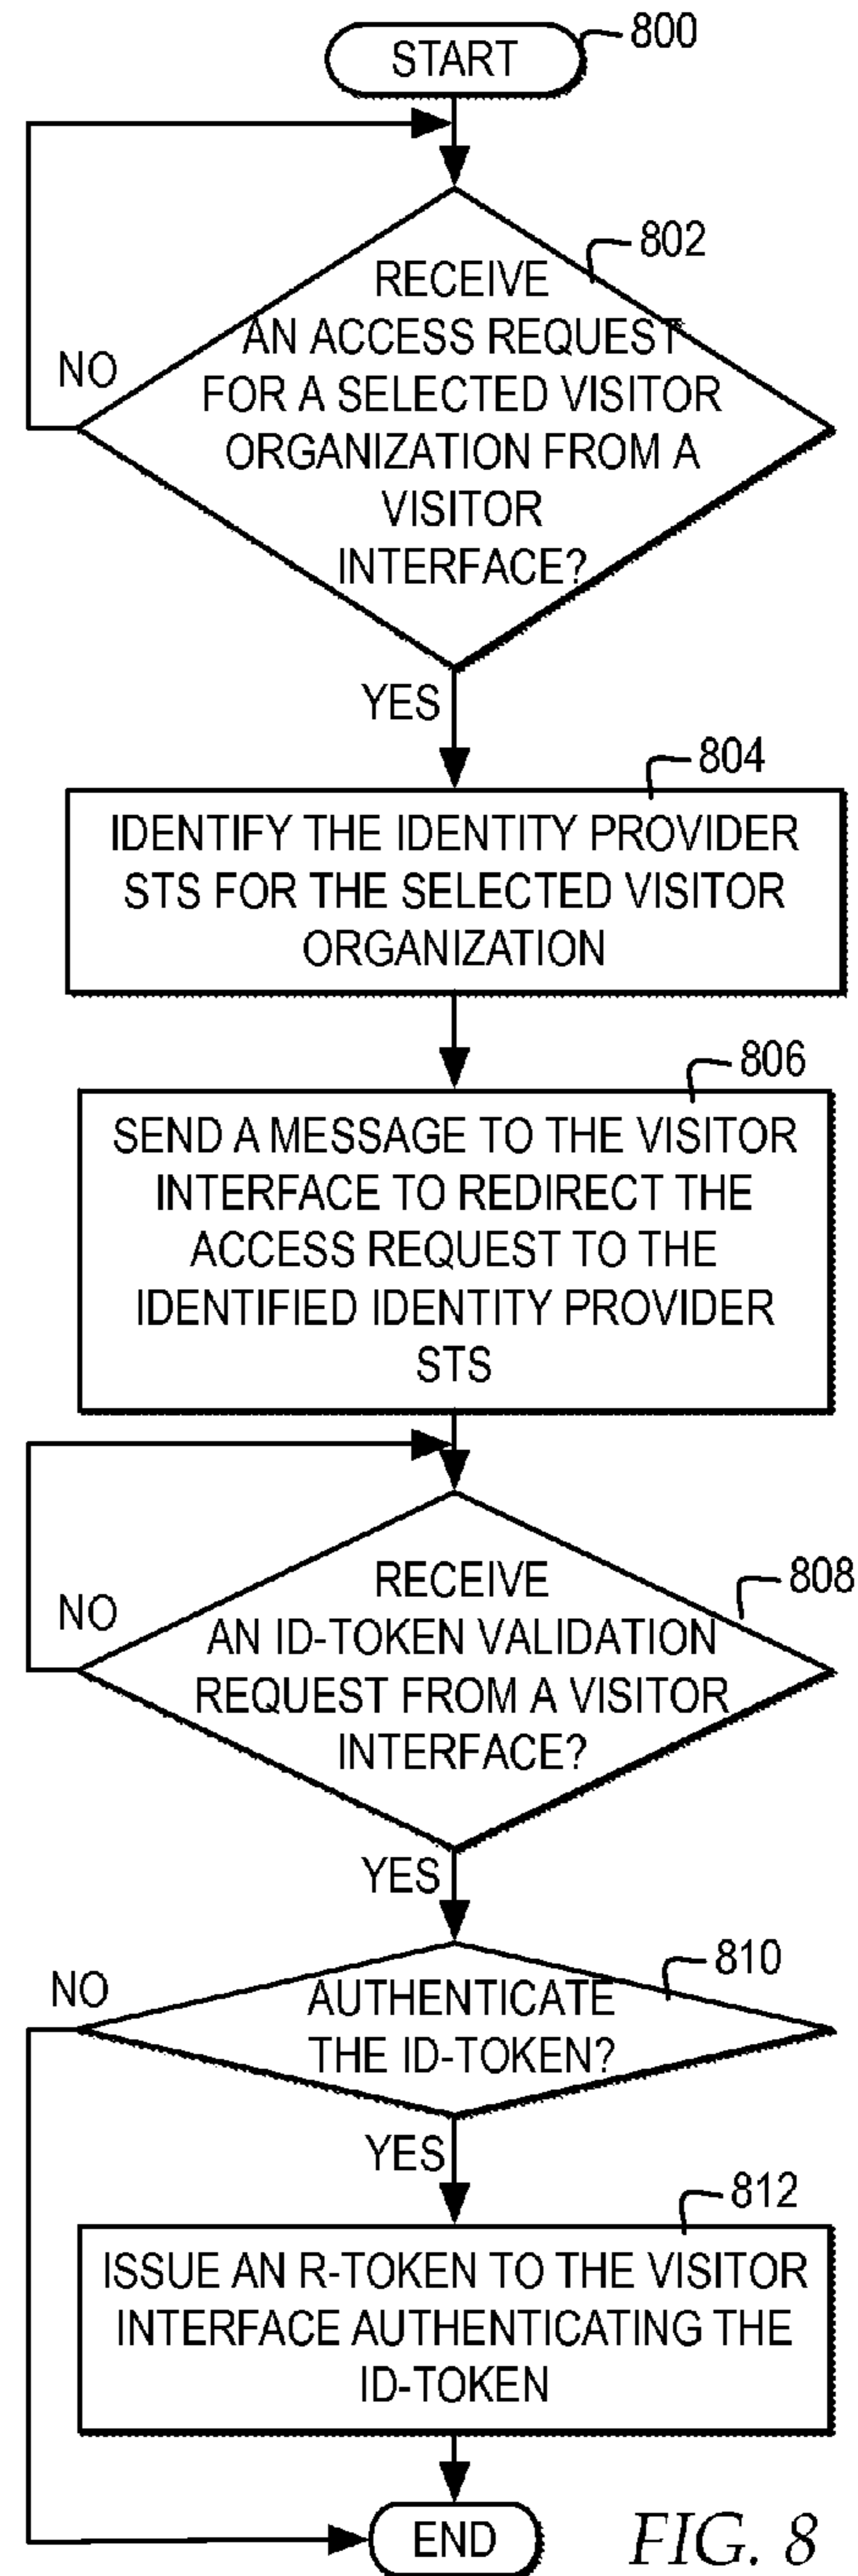 START
800
802
RECEIVE
AN ACCESS REQUEST
FOR A SELECTED VISITOR
ORGANIZATION FROM A
VISITOR
INTERFACE?
NO
YES
804
IDENTIFY THE IDENTITY PROVIDER
STS FOR THE SELECTED VISITOR
ORGANIZATION
806
SEND A MESSAGE TO THE VISITOR
INTERFACE TO REDIRECT THE
ACCESS REQUEST TO THE
IDENTIFIED IDENTITY PROVIDER
STS
808
RECEIVE
AN ID-TOKEN VALIDATION
REQUEST FROM A VISITOR
INTERFACE?
NO
YES
810
NO
AUTHENTICATE
THE ID-TOKEN?
YES
812
ISSUE AN R-TOKEN TO THE VISITOR
INTERFACE AUTHENTICATING THE
ID-TOKEN
END
FIG. 8